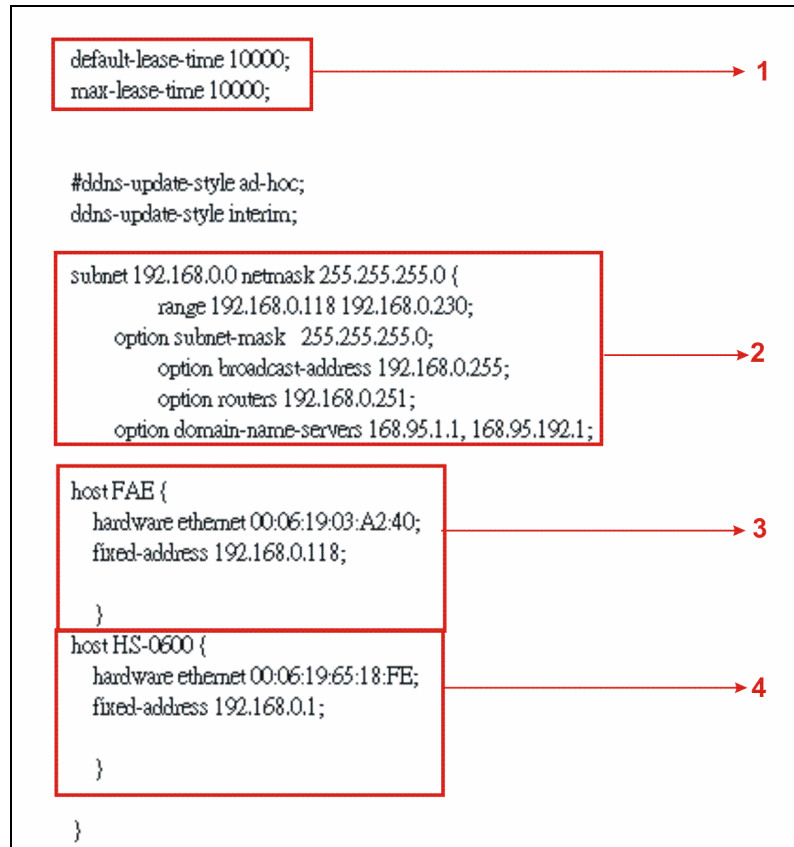 default-lease-time 10000;
max-lease-time 10000;
1
#ddns-update-style ad-hoc;
ddns-update-style interim;
subnet 192.168.0.0 netmask 255.255.255.0 {
range 192.168.0.118 192.168.0.230;
option subnet-mask 255.255.255.0;
option broadcast-address 192.168.0.255;
option routers 192.168.0.251;
option domain-name-servers 168.95.1.1, 168.95.192.1;
2
host FAE {
hardware ethernet 00:06:19:03:A2:40;
fixed-address 192.168.0.118;
}
3
host HS-0600 {
hardware ethernet 00:06:19:65:18:FE;
fixed-address 192.168.0.1;
}
4
}